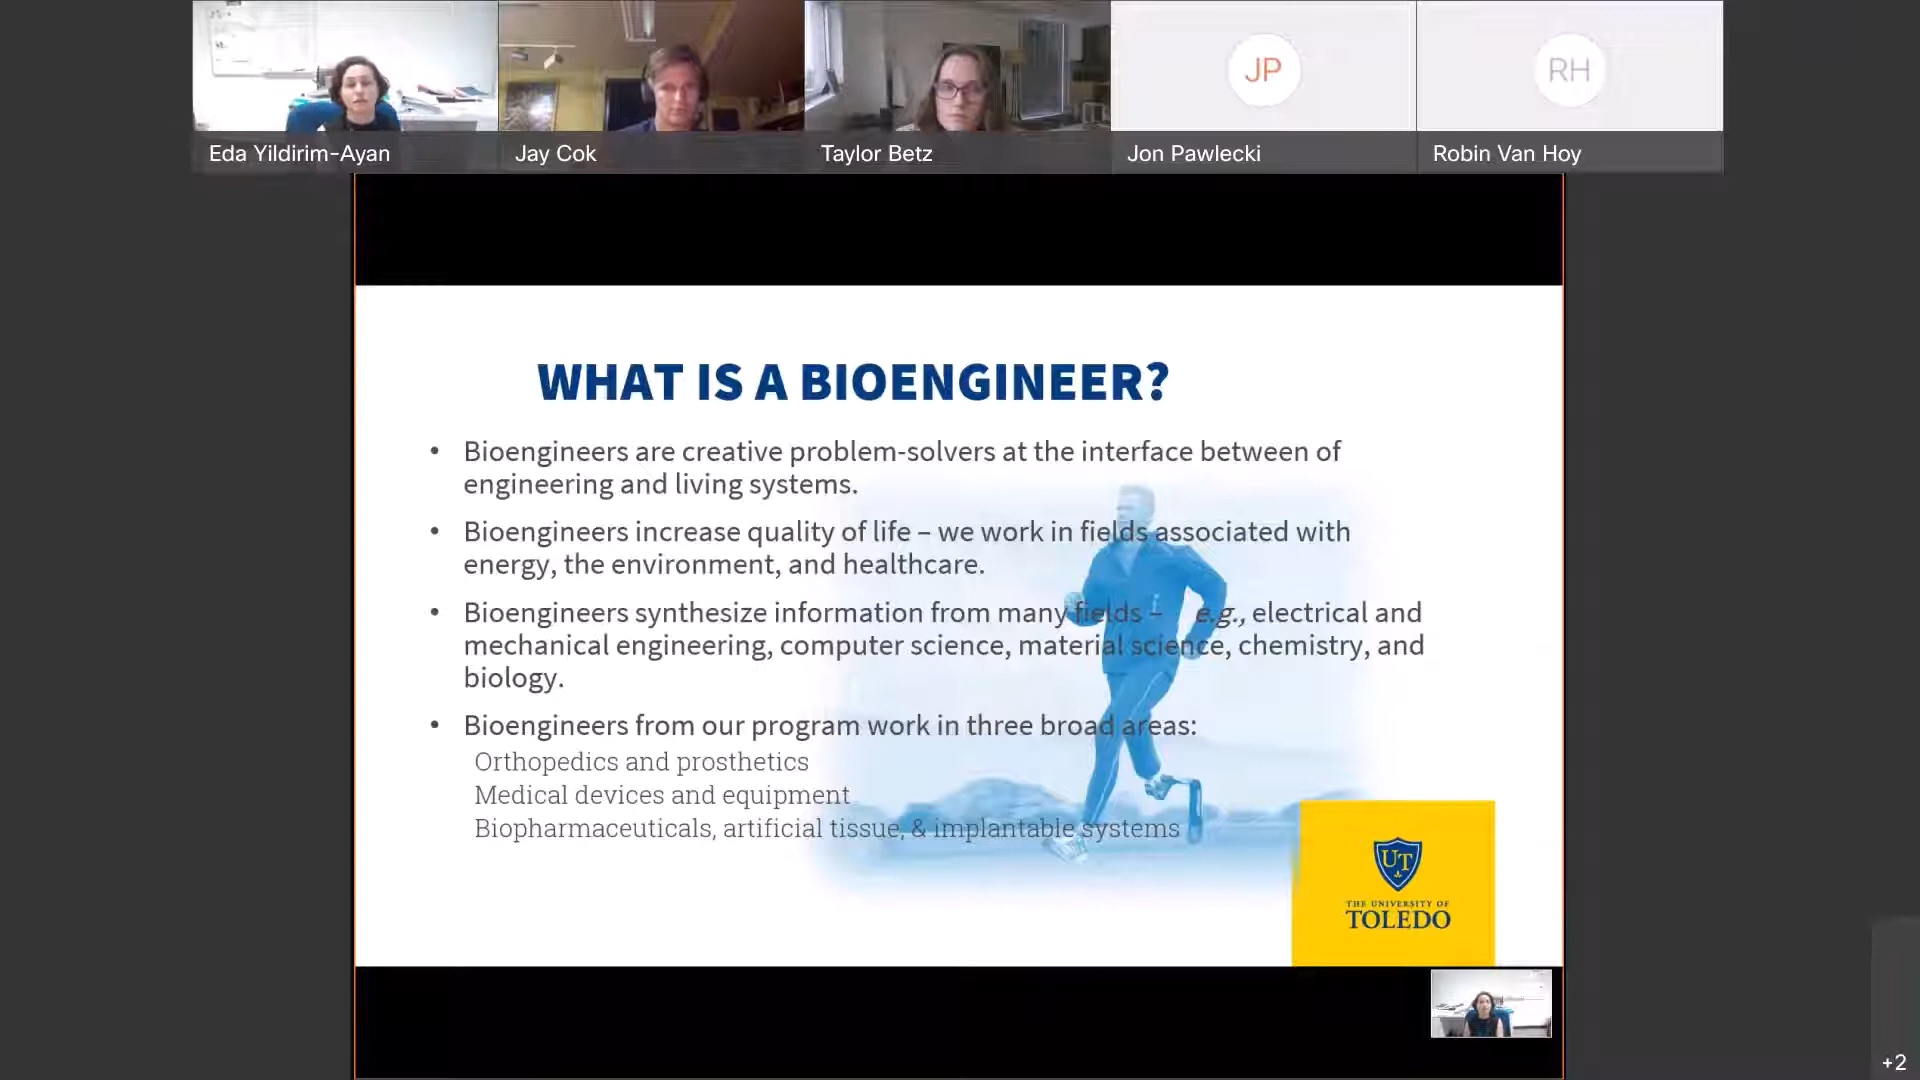 JP
RH
Eda Yildirim-Ayan
Jay Cok
Taylor Betz
Jon Pawlecki
Robin Van Hoy
WHAT IS A BIOENGINEER?
• Bioengineers are creative problem-solvers at the interface between of
engineering and living systems.
• Bioengineers increase quality of life – we work in fields associated with
energy, the environment, and healthcare.
• Bioengineers synthesize information from many fields – e.g., electrical and
mechanical engineering, computer science, material science, chemistry, and
biology.
• Bioengineers from our program work in three broad areas:
Orthopedics and prosthetics
Medical devices and equipment
Biopharmaceuticals, artificial tissue, & implantable systems
UT
THE UNIVERSITY OF
TOLEDO
+2